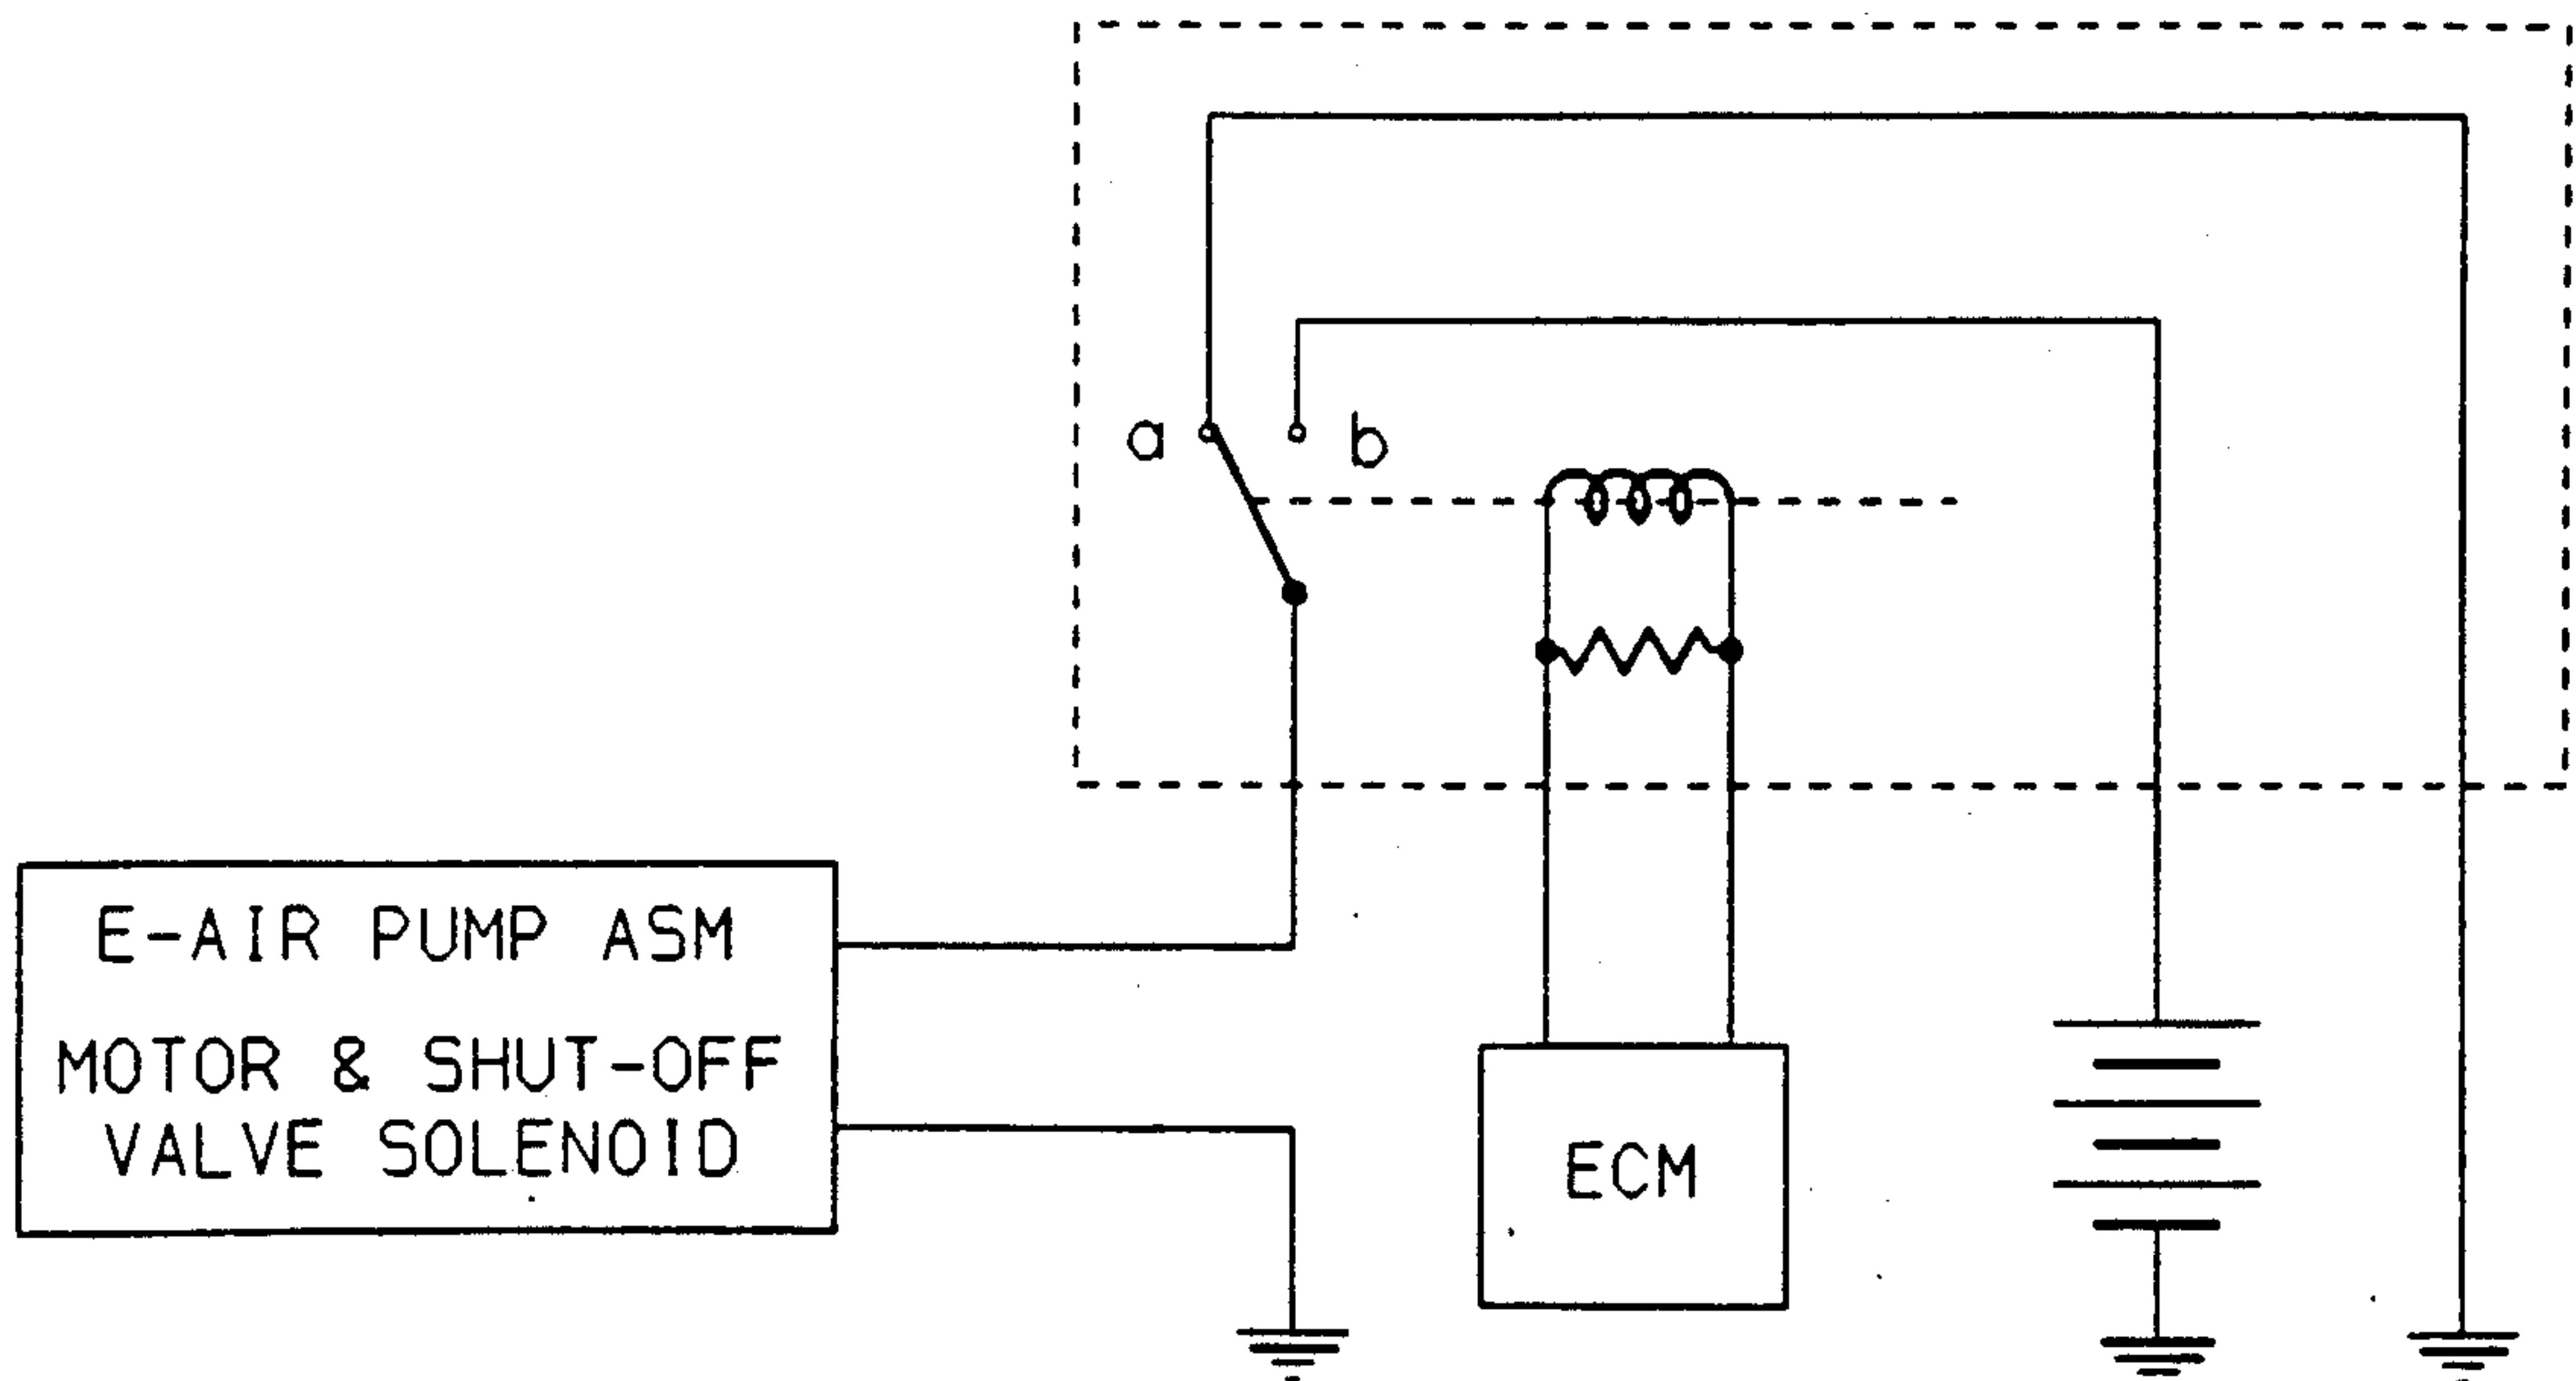 a
b
E-AIR PUMP ASM
MOTOR & SHUT-OFF
VALVE SOLENOID
ECM